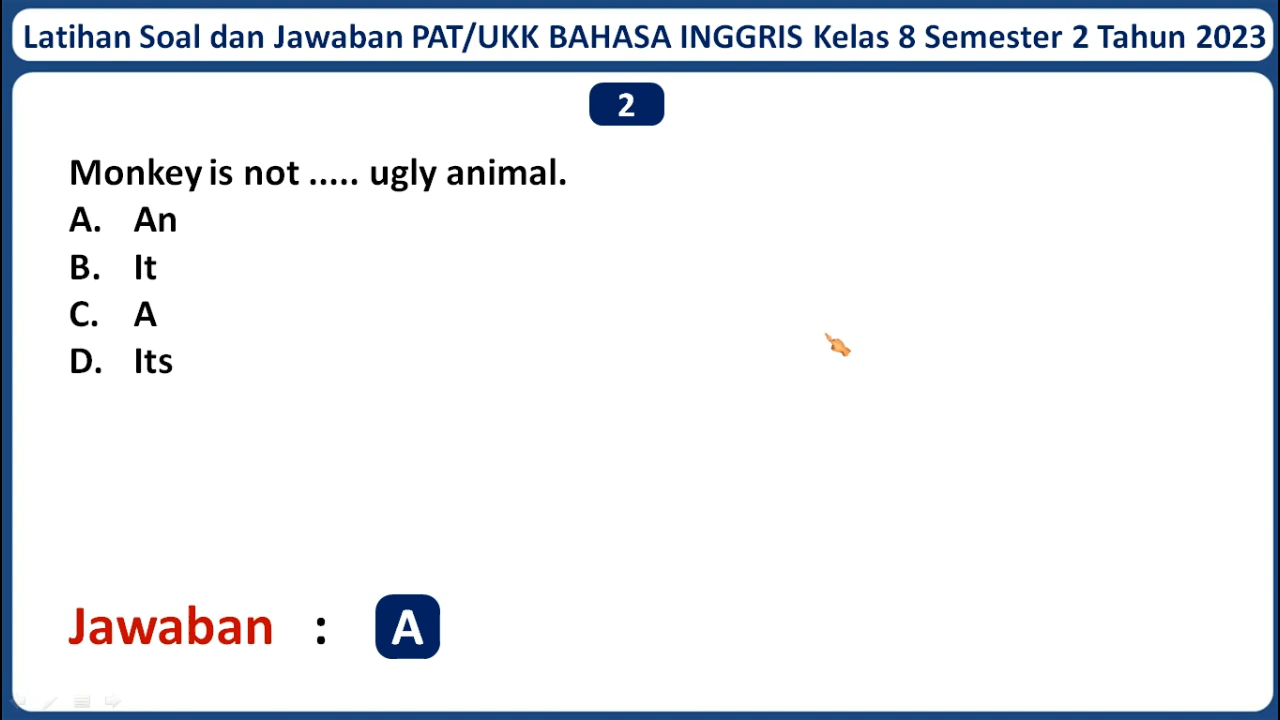 Latihan Soal dan Jawaban PAT/UKK BAHASA INGGRIS Kelas 8 Semester 2 Tahun 2023
2
Monkey is not ..... ugly animal.
A. An
B. It
C. A
D. Its
Jawaban : A